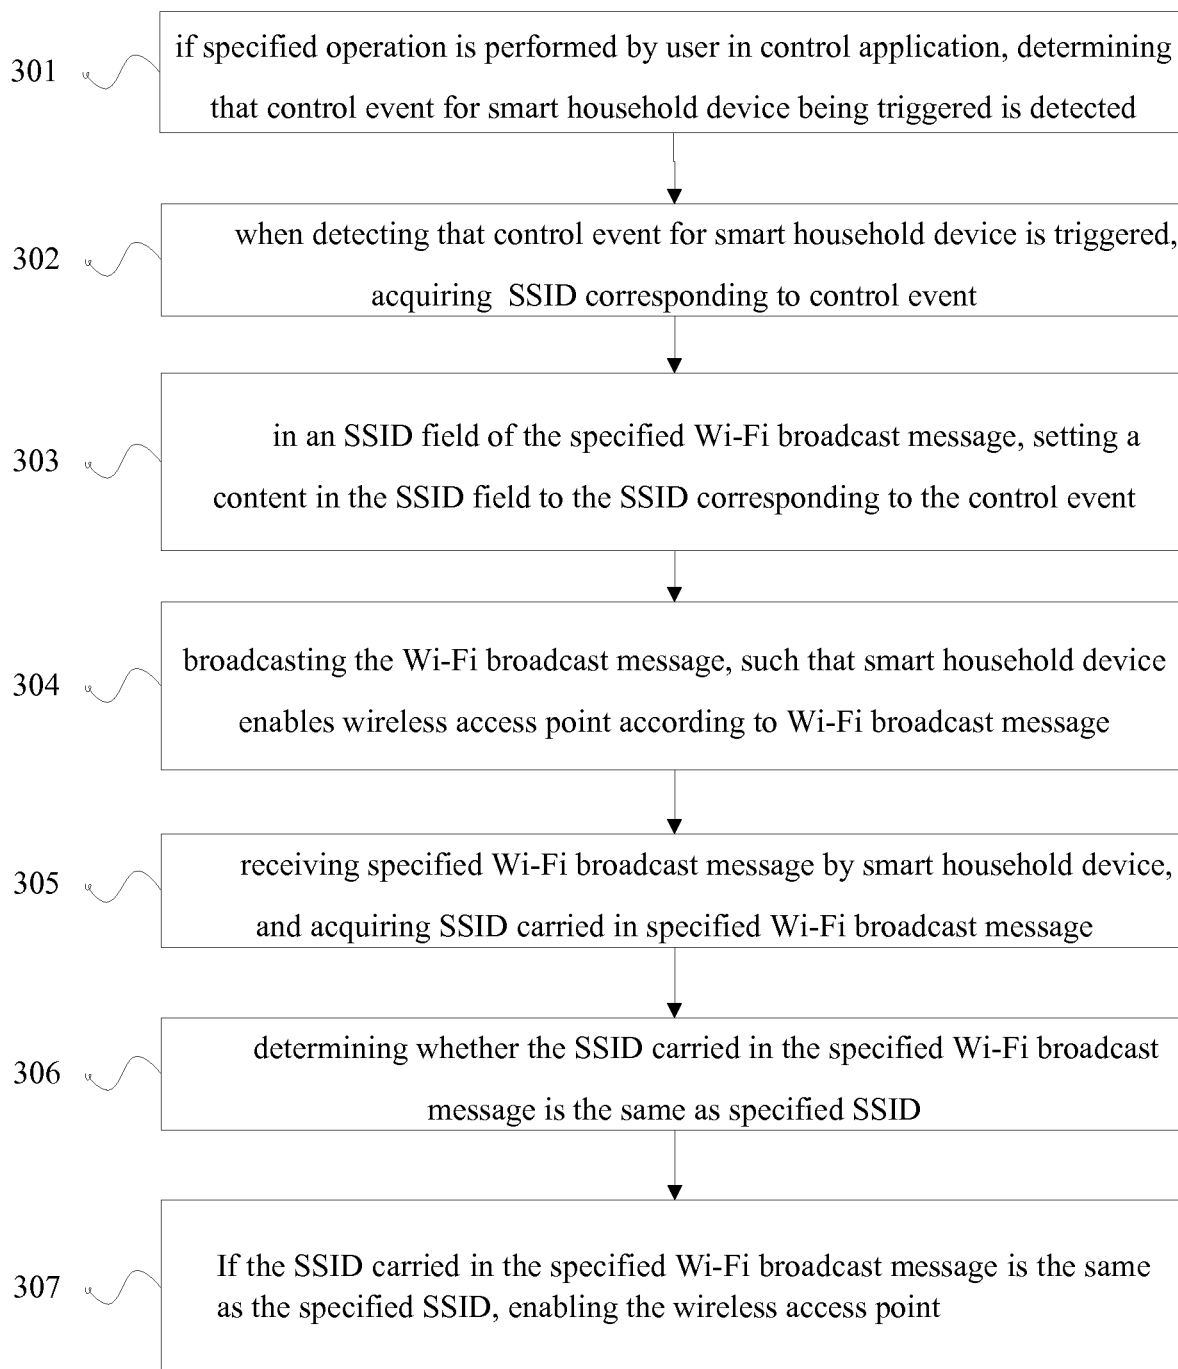 301
if specified operation is performed by user in control application, determining
that control event for smart household device being triggered is detected
302
when detecting that control event for smart household device is triggered,
acquiring SSID corresponding to control event
303
in an SSID field of the specified Wi-Fi broadcast message, setting a
content in the SSID field to the SSID corresponding to the control event
304
broadcasting the Wi-Fi broadcast message, such that smart household device
enables wireless access point according to Wi-Fi broadcast message
305
receiving specified Wi-Fi broadcast message by smart household device,
and acquiring SSID carried in specified Wi-Fi broadcast message
306
determining whether the SSID carried in the specified Wi-Fi broadcast
message is the same as specified SSID
307
If the SSID carried in the specified Wi-Fi broadcast message is the same
as the specified SSID, enabling the wireless access point